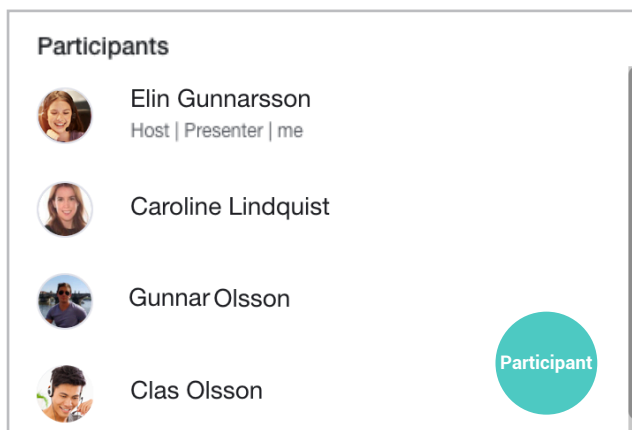 Participants
Elin Gunnarsson
Host | Presenter | me
Caroline Lindquist
Gunnar Olsson
Participant
Clas Olsson